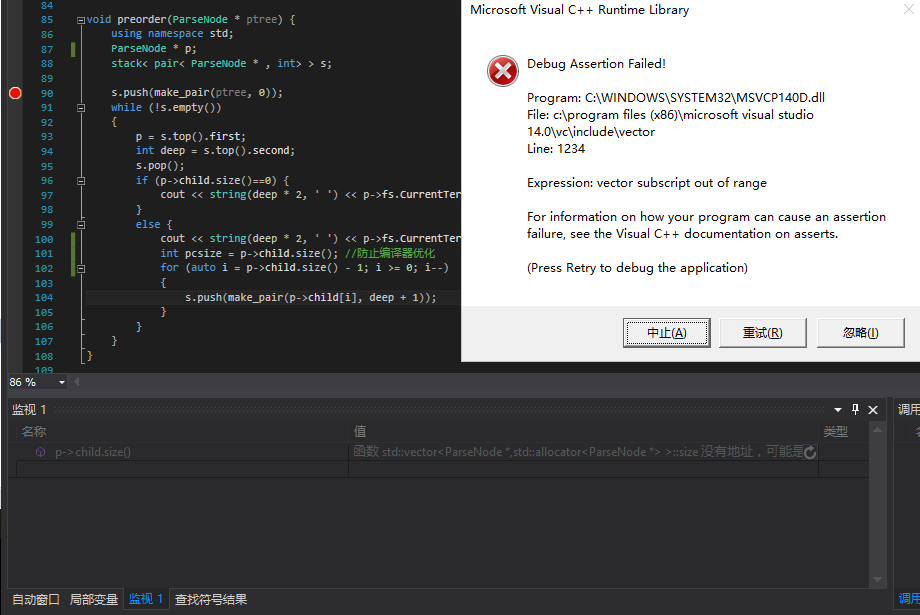 84
85 void preorder(ParseNode * ptree) {
86 using namespace std;
87 ParseNode * p;
88 stack< pair< ParseNode * , int> > s;
89
90 s.push(make_pair(ptree, 0));
91 while (!s.empty())
92 {
93 p = s.top().first;
94 int deep = s.top().second;
95 s.pop();
96 if (p->child.size()==0) {
97 cout << string(deep * 2, ' ') << p->fs.CurrentTer
98 }
99 else {
100 cout << string(deep * 2, ' ') << p->fs.CurrentTer
101 int pcsize = p->child.size(); //防止编译器优化
102 for (auto i = p->child.size() - 1; i >= 0; i--)
103 {
104 s.push(make_pair(p->child[i], deep + 1));
105 }
106 }
107 }
108 }
109
Microsoft Visual C++ Runtime Library
Debug Assertion Failed!
Program: C:\WINDOWS\SYSTEM32\MSVCP140D.dll
File: c:\program files (x86)\microsoft visual studio
14.0\vc\include\vector
Line: 1234
Expression: vector subscript out of range
For information on how your program can cause an assertion
failure, see the Visual C++ documentation on asserts.
(Press Retry to debug the application)
中止(A) 重试(R) 忽略(I)
86 %
监视 1
名称 值 类型
p->child.size() 函数 std::vector<ParseNode *,std::allocator<ParseNode *> >::size 没有地址，可能是
自动窗口 局部变量 监视 1 查找符号结果
调用
调用